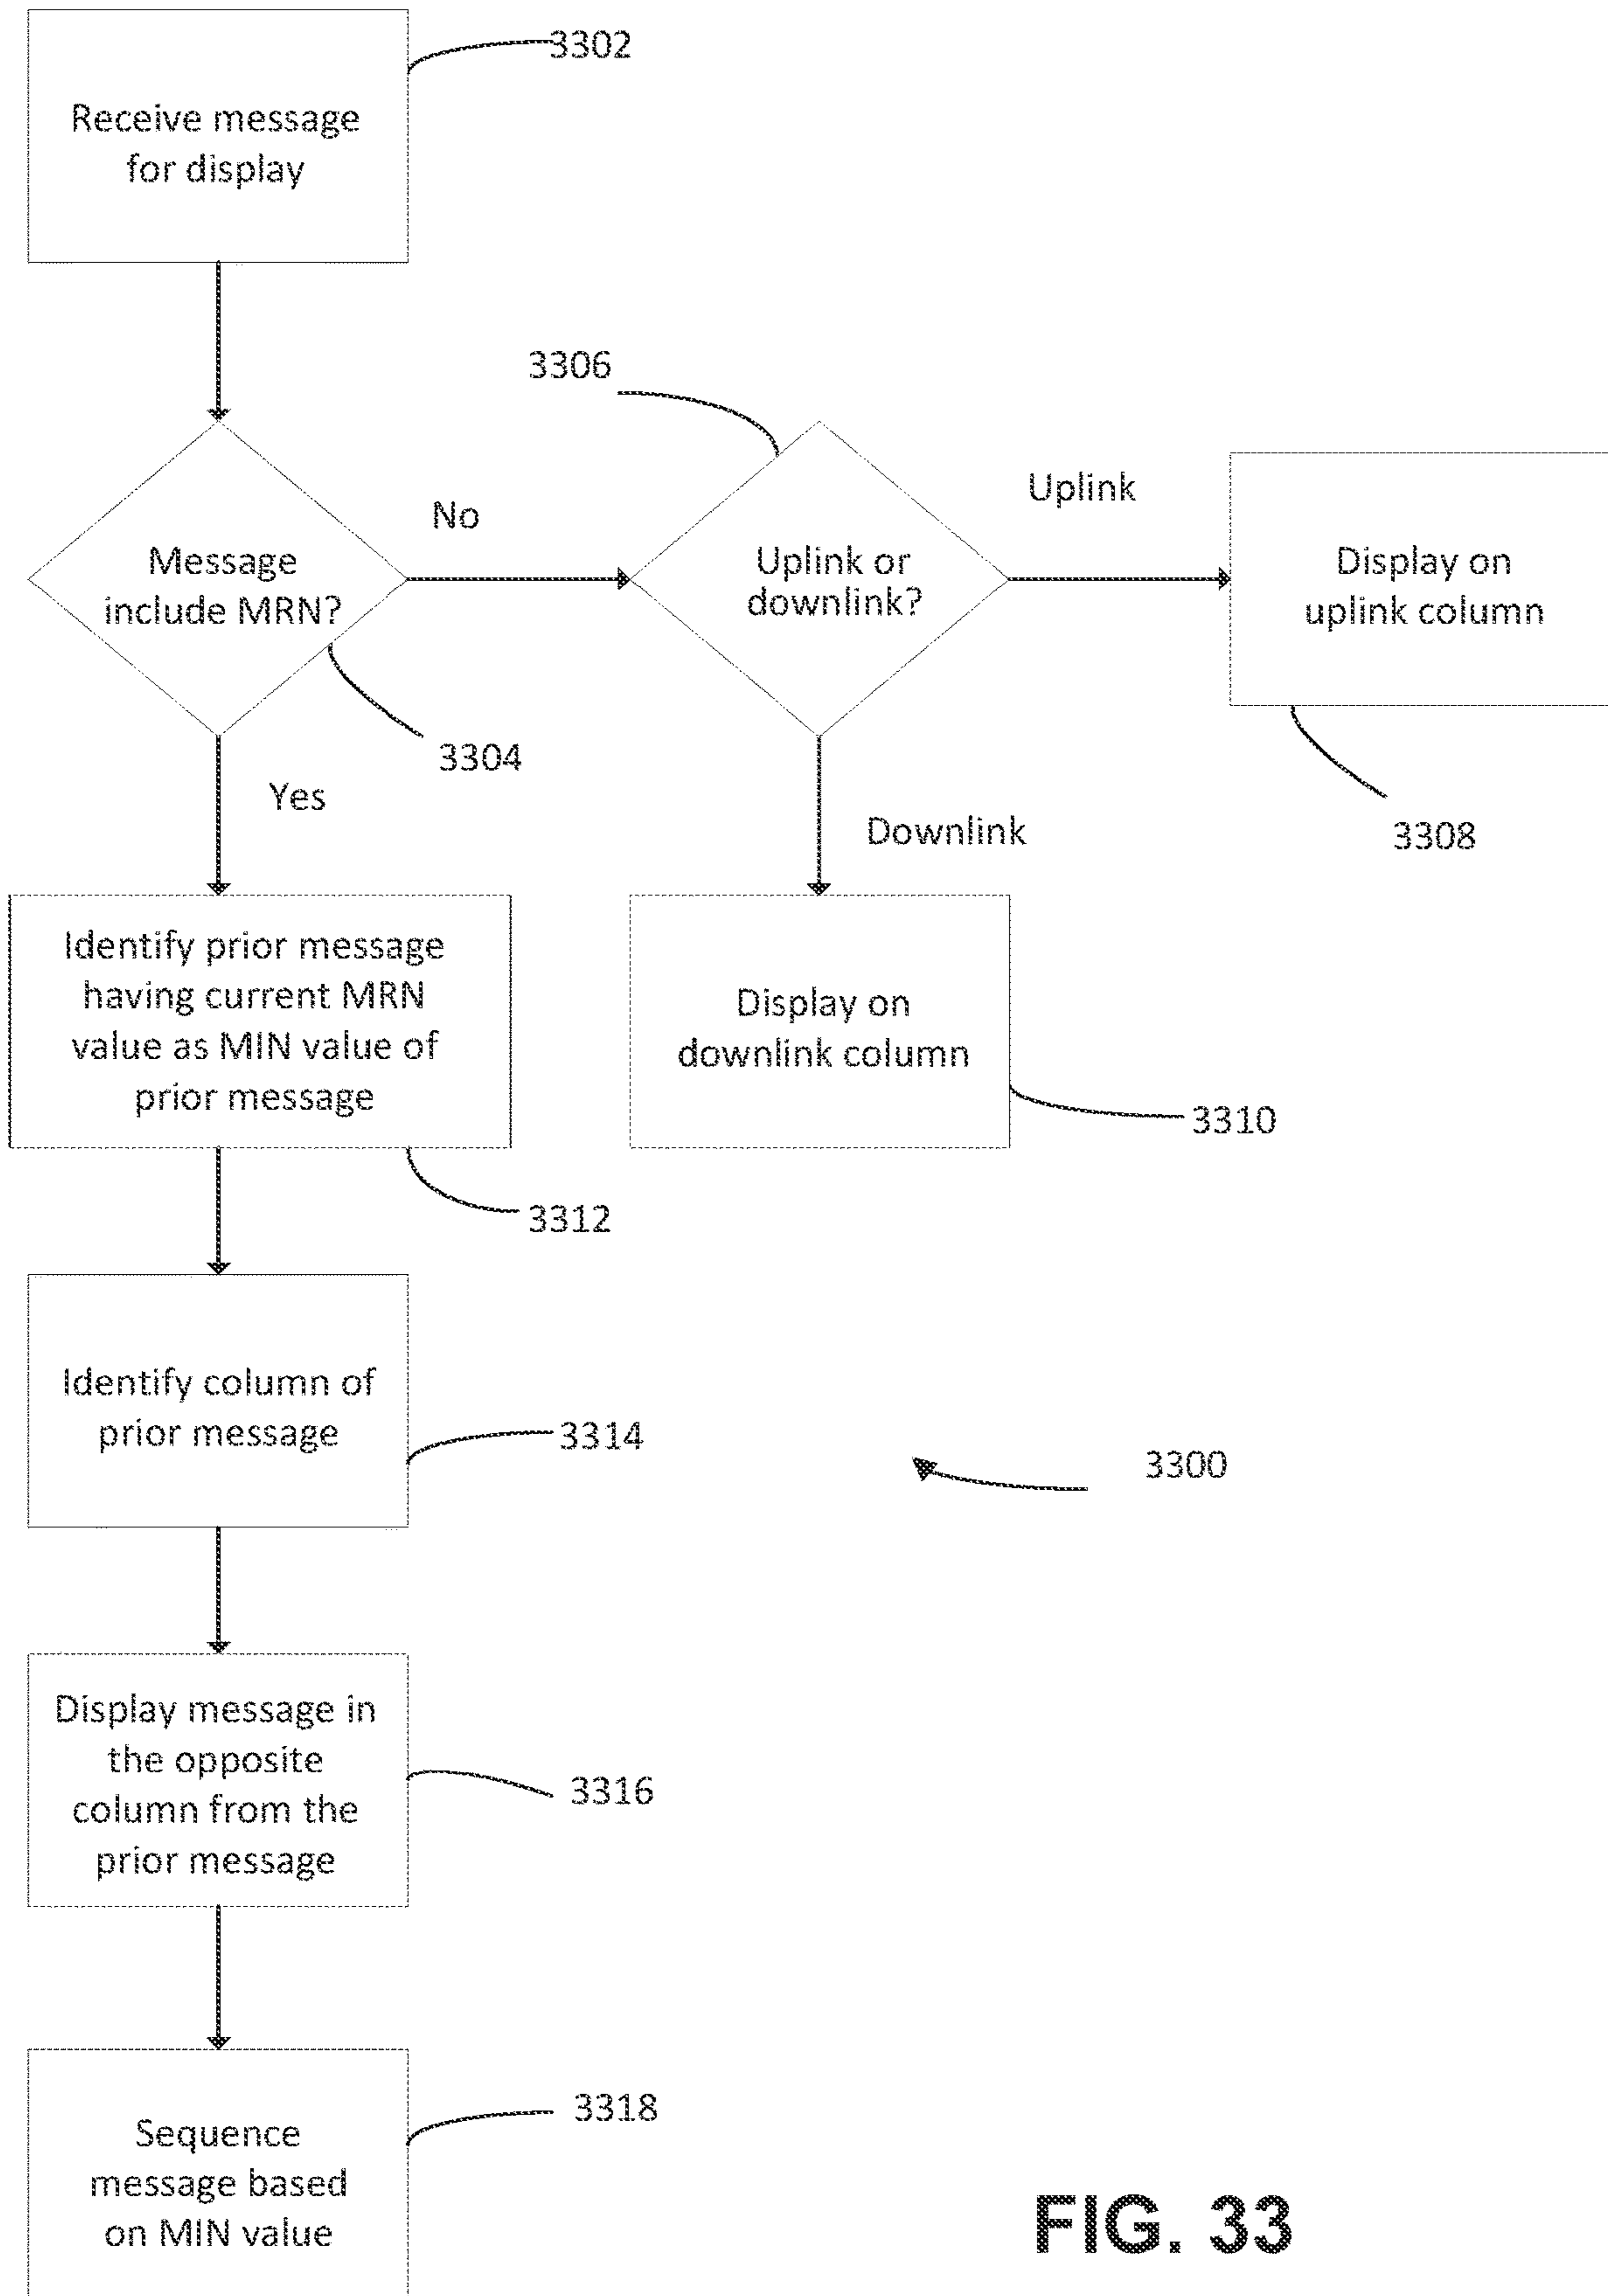 3302
Receive message
for display
3306
Uplink
No
Message
include MRN?
Uplink or
downlink?
Display on
uplink column
3304
Yes
Downlink
3308
Identify prior message
having current MRN
value as MIN value of
prior message
Display on
downlink column
3310
3312
Identify column of
prior message
3314
3300
Display message in
the opposite
column from the
prior message
3316
3318
Sequence
message based
on MIN value
FIG. 33